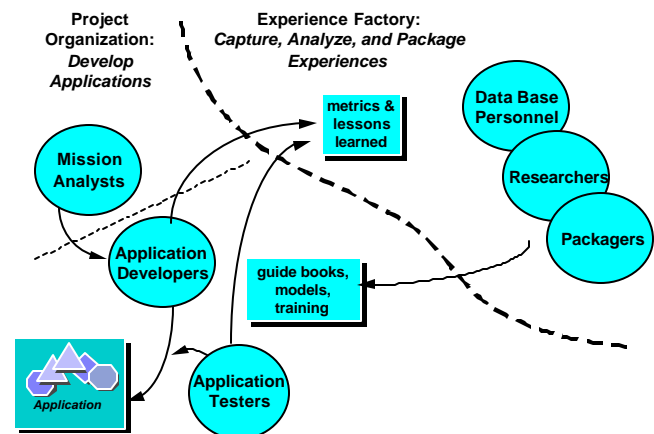 Project
Organization:
Develop
Applications
Experience Factory:
Capture, Analyze, and Package
Experiences
metrics &
lessons
learned
Data Base
Personnel
Mission
Analysts
Researchers
Application
Developers
Packagers
guide books,
models,
training
Application
Application
Testers